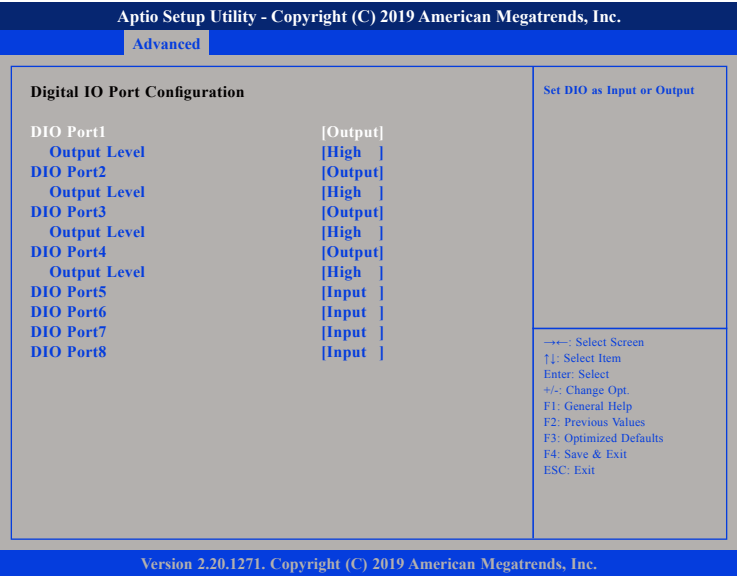 Aptio Setup Utility - Copyright (C) 2019 American Megatrends, Inc.
Advanced
Digital IO Port Configuration
DIO Port1 [Output]
Output Level [High ]
DIO Port2 [Output]
Output Level [High ]
DIO Port3 [Output]
Output Level [High ]
DIO Port4 [Output]
Output Level [High ]
DIO Port5 [Input ]
DIO Port6 [Input ]
DIO Port7 [Input ]
DIO Port8 [Input ]
Set DIO as Input or Output
→←: Select Screen
↑↓: Select Item
Enter: Select
+/-: Change Opt.
F1: General Help
F2: Previous Values
F3: Optimized Defaults
F4: Save & Exit
ESC: Exit
Version 2.20.1271. Copyright (C) 2019 American Megatrends, Inc.